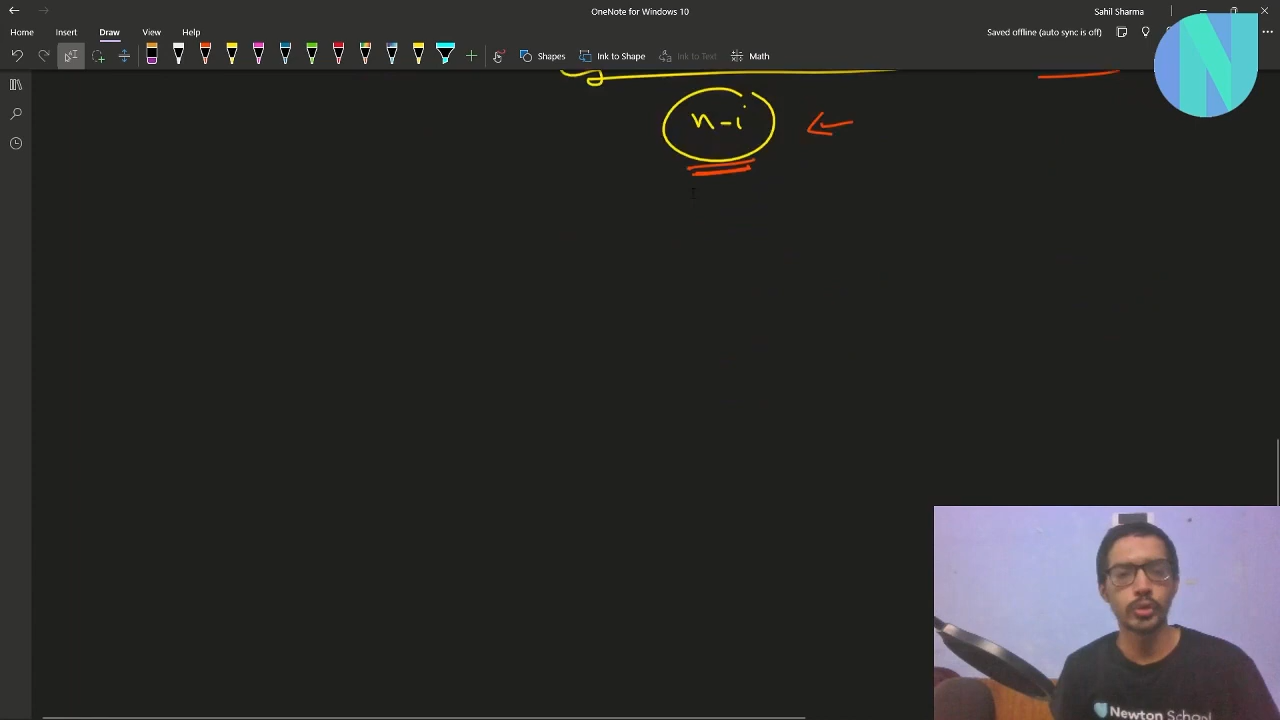 OneNote for Windows 10
Sahil Sharma
Home Insert Draw View Help
Saved offline (auto sync is off)
Shapes Ink to Shape Ink to Text Math
n-i
Newton School